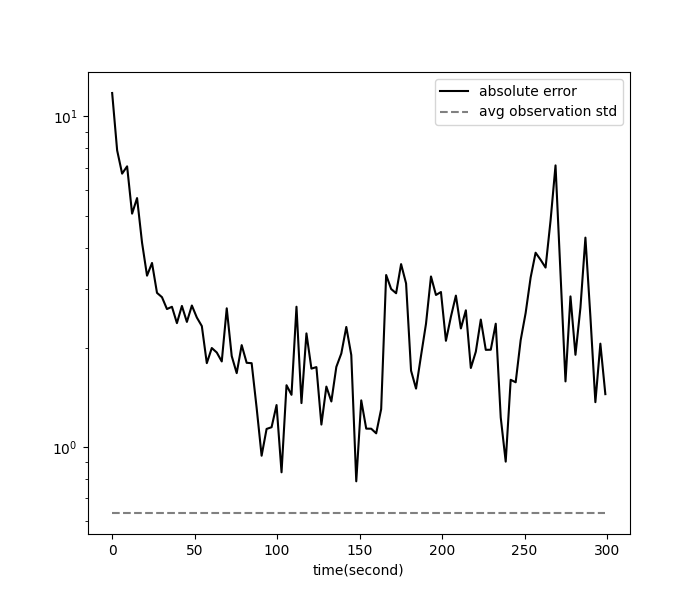 absolute error
avg observation std
10¹
10⁰
0 50 100 150 200 250 300
time(second)